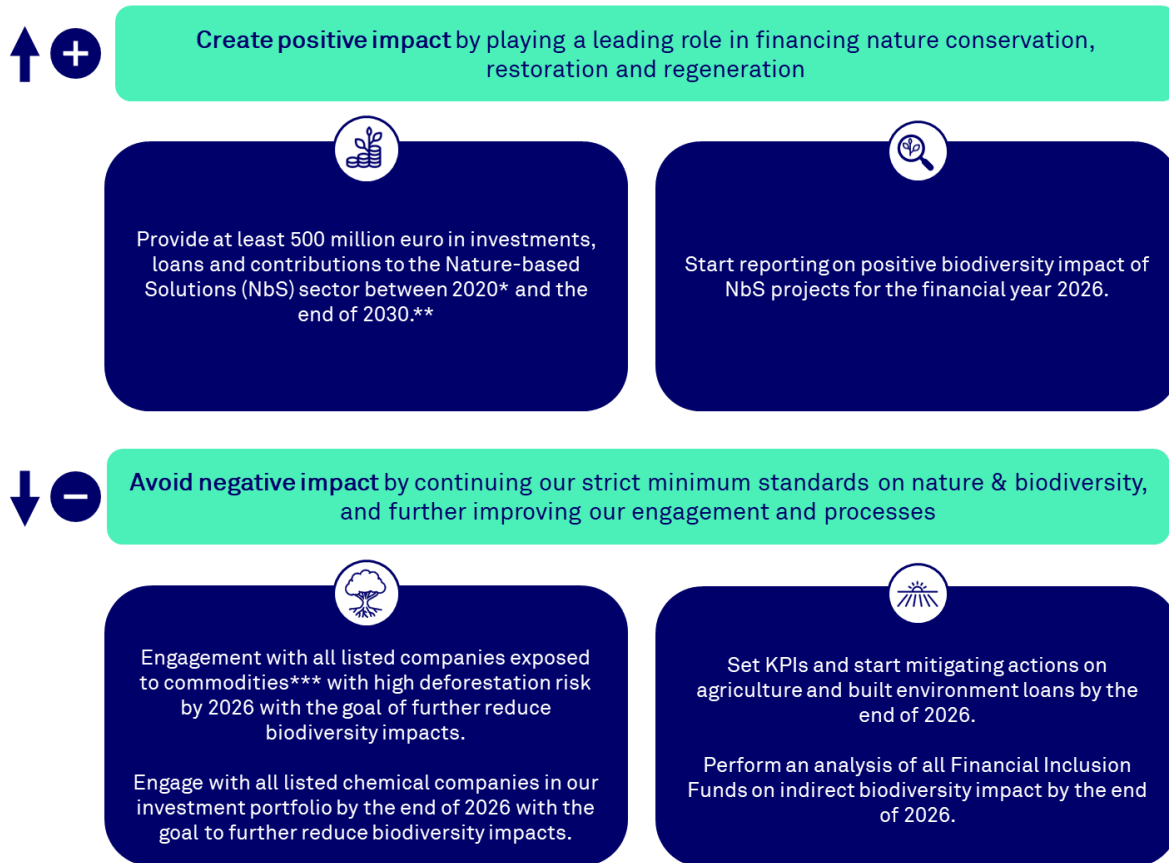 Create positive impact by playing a leading role in financing nature conservation,
restoration and regeneration
Provide at least 500 million euro in investments,
loans and contributions to the Nature-based
Solutions (NbS) sector between 2020* and the
end of 2030.**
Start reporting on positive biodiversity impact of
NbS projects for the financial year 2026.
Avoid negative impact by continuing our strict minimum standards on nature & biodiversity,
and further improving our engagement and processes
Engagement with all listed companies exposed
to commodities*** with high deforestation risk
by 2026 with the goal of further reduce
biodiversity impacts.
Engage with all listed chemical companies in our
investment portfolio by the end of 2026 with the
goal to further reduce biodiversity impacts.
Set KPIs and start mitigating actions on
agriculture and built environment loans by the
end of 2026.
Perform an analysis of all Financial Inclusion
Funds on indirect biodiversity impact by the end
of 2026.